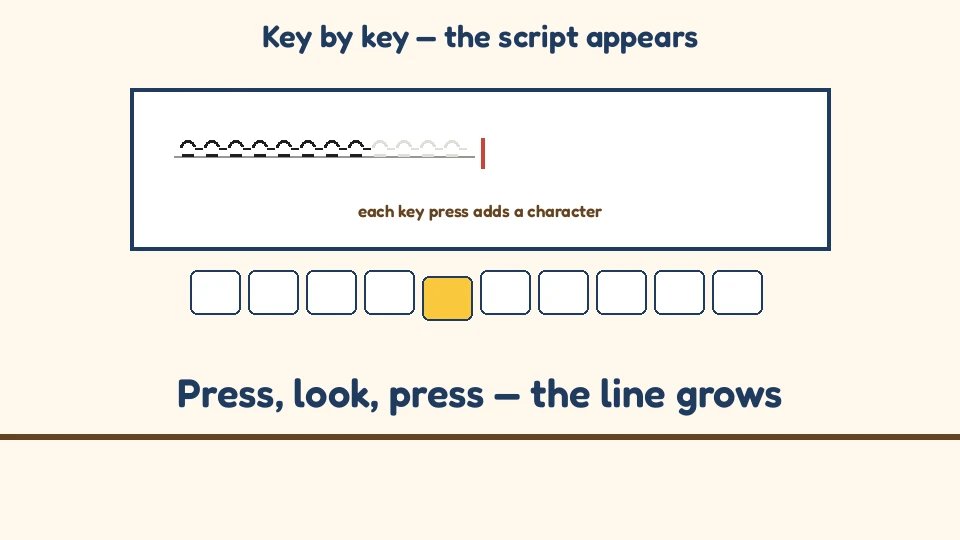 Key by key — the script appears
each key press adds a character
Press, look, press — the line grows